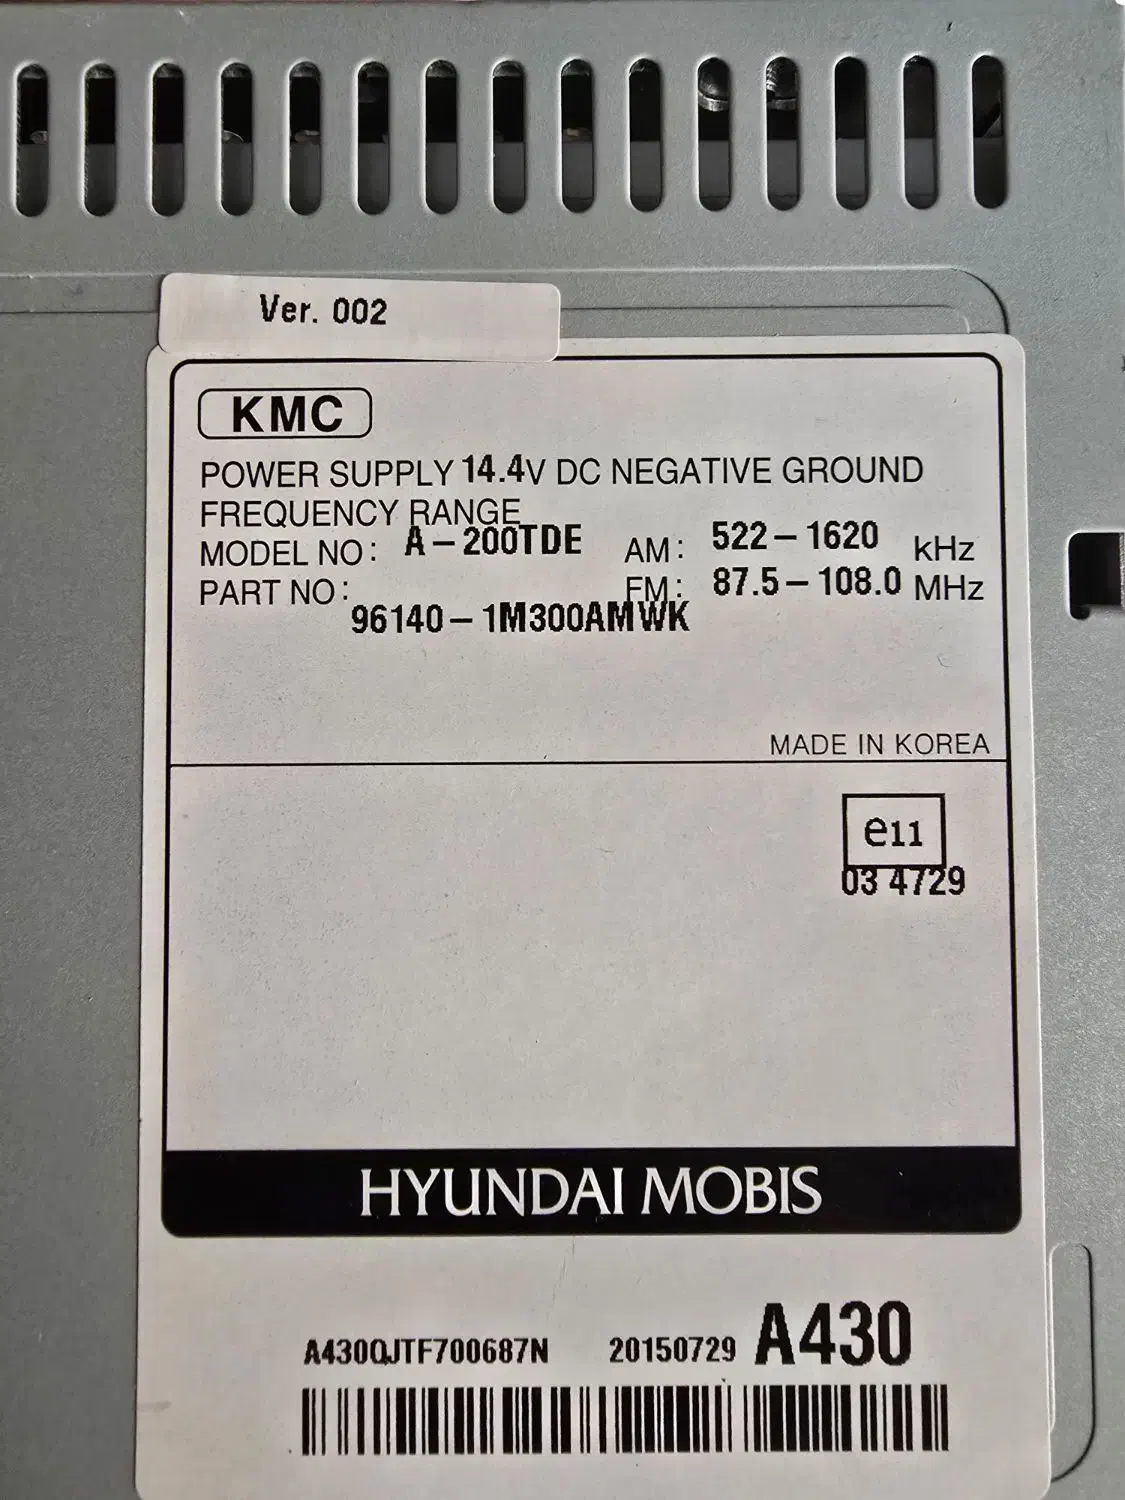 Ver. 002
KMC
POWER SUPPLY 14.4V DC NEGATIVE GROUND
FREQUENCY RANGE
MODEL NO: A-200TDE AM: 522-1620 kHz
PART NO: FM: 87.5-108.0 MHz
96140-1M300AMWK
MADE IN KOREA
e11
03 4729
HYUNDAI MOBIS
A430QJTF700687N 20150729 A430